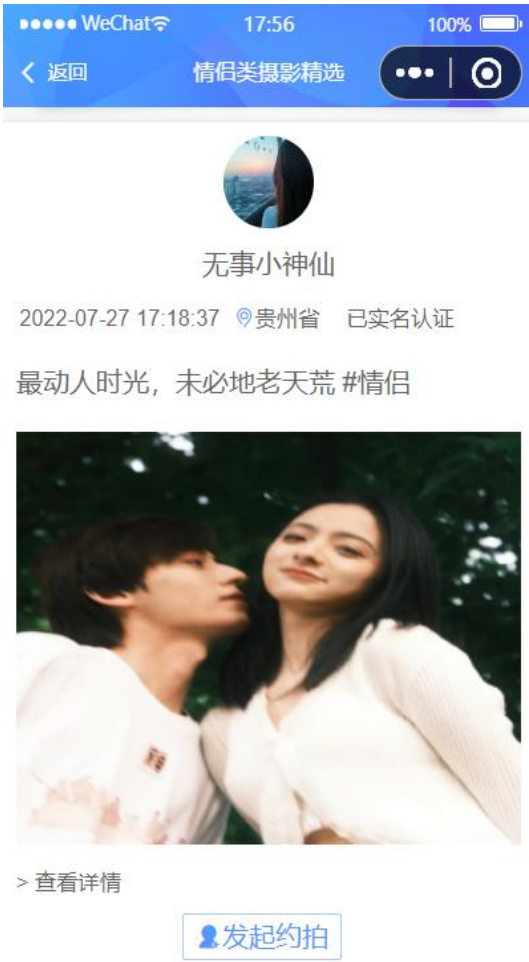 WeChat 17:56 100%
返回 情侣类摄影精选
无事小神仙
2022-07-27 17:18:37 贵州省 已实名认证
最动人时光，未必地老天荒 #情侣
> 查看详情
发起约拍